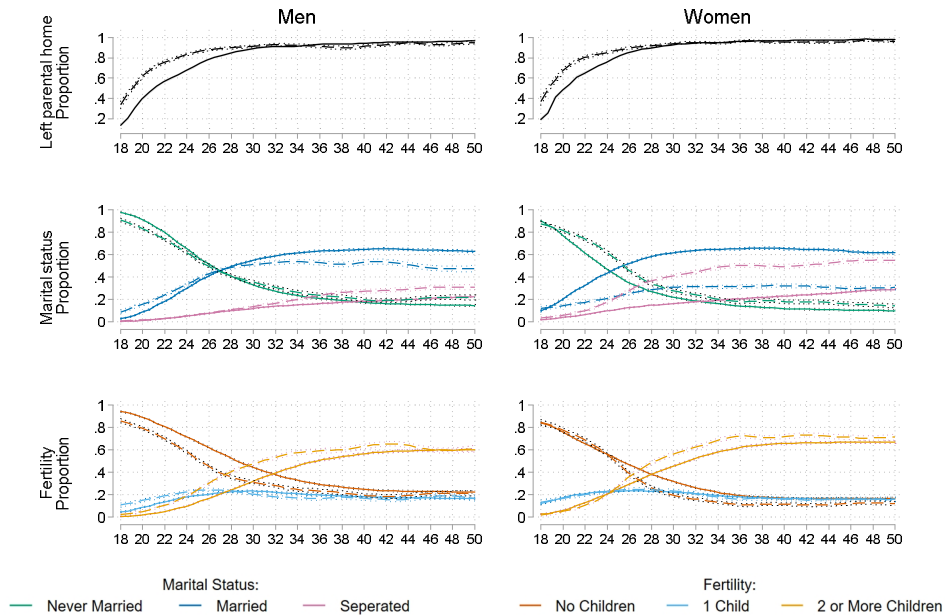 Men
Women
Left parental home
Proportion
1
.8
.6
.4
.2
18 20 22 24 26 28 30 32 34 36 38 40 42 44 46 48 50
1
.8
.6
.4
.2
18 20 22 24 26 28 30 32 34 36 38 40 42 44 46 48 50
Marital status
Proportion
1
.8
.6
.4
.2
0
18 20 22 24 26 28 30 32 34 36 38 40 42 44 46 48 50
1
.8
.6
.4
.2
0
18 20 22 24 26 28 30 32 34 36 38 40 42 44 46 48 50
Fertility
Proportion
1
.8
.6
.4
.2
0
18 20 22 24 26 28 30 32 34 36 38 40 42 44 46 48 50
1
.8
.6
.4
.2
0
18 20 22 24 26 28 30 32 34 36 38 40 42 44 46 48 50
Marital Status:
Never Married Married Seperated
Fertility:
No Children 1 Child 2 or More Children